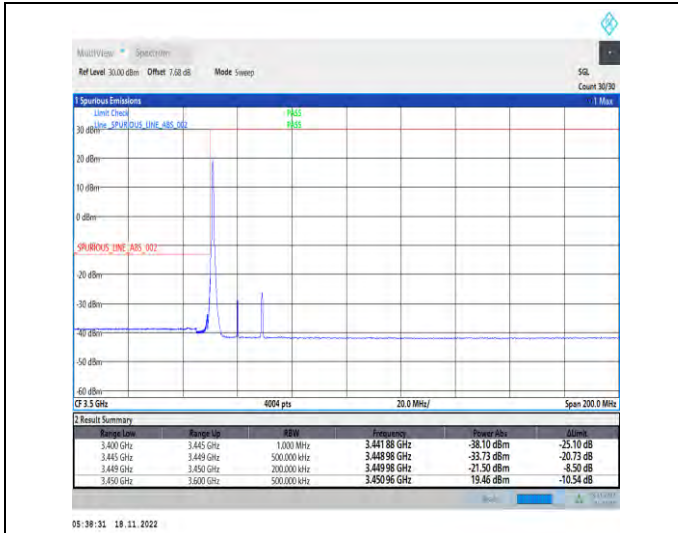 MultiView Spectrum
Ref Level 30.00 dBm Offset 7.68 dB Mode Sweep SGL
Count 30/30
1 Spurious Emissions 1 Max
Limit Check PASS
Line _SPURIOUS_LINE_ABS_002 PASS
30 dBm
20 dBm
10 dBm
0 dBm
_SPURIOUS_LINE_ABS_002
-20 dBm
-30 dBm
-40 dBm
-50 dBm
-60 dBm
CF 3.5 GHz 4004 pts 20.0 MHz/ Span 200.0 MHz
2 Result Summary
Range Low Range Up RBW Frequency Power Abs ΔLimit
3.400 GHz 3.445 GHz 1.000 MHz 3.441 88 GHz -38.10 dBm -25.10 dB
3.445 GHz 3.449 GHz 500.000 kHz 3.448 98 GHz -33.73 dBm -20.73 dB
3.449 GHz 3.450 GHz 200.000 kHz 3.449 98 GHz -21.50 dBm -8.50 dB
3.450 GHz 3.600 GHz 500.000 kHz 3.450 96 GHz 19.46 dBm -10.54 dB
05:38:31 18.11.2022